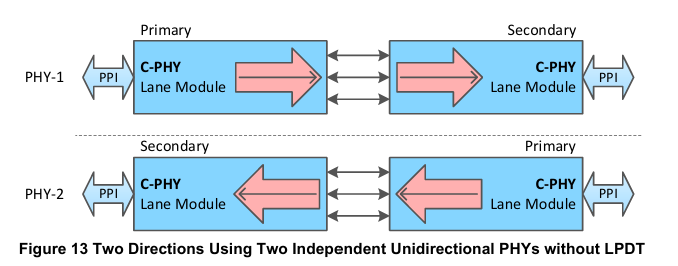 Primary
Secondary
PHY-1
PPI
C-PHY
Lane Module
C-PHY
Lane Module
PPI
Secondary
Primary
PHY-2
PPI
C-PHY
Lane Module
C-PHY
Lane Module
PPI
Figure 13 Two Directions Using Two Independent Unidirectional PHYs without LPDT